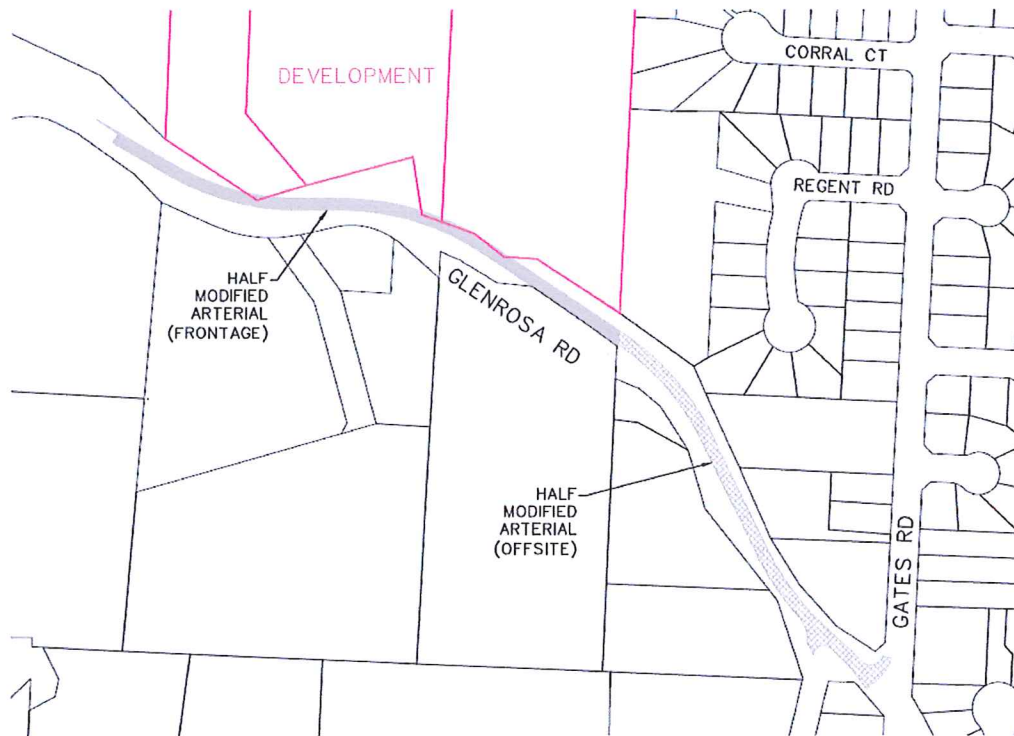 CORRAL CT
DEVELOPMENT
REGENT RD
HALF
MODIFIED
ARTERIAL
(FRONTAGE)
GLENROSA RD
HALF
MODIFIED
ARTERIAL
(OFFSITE)
GATES RD